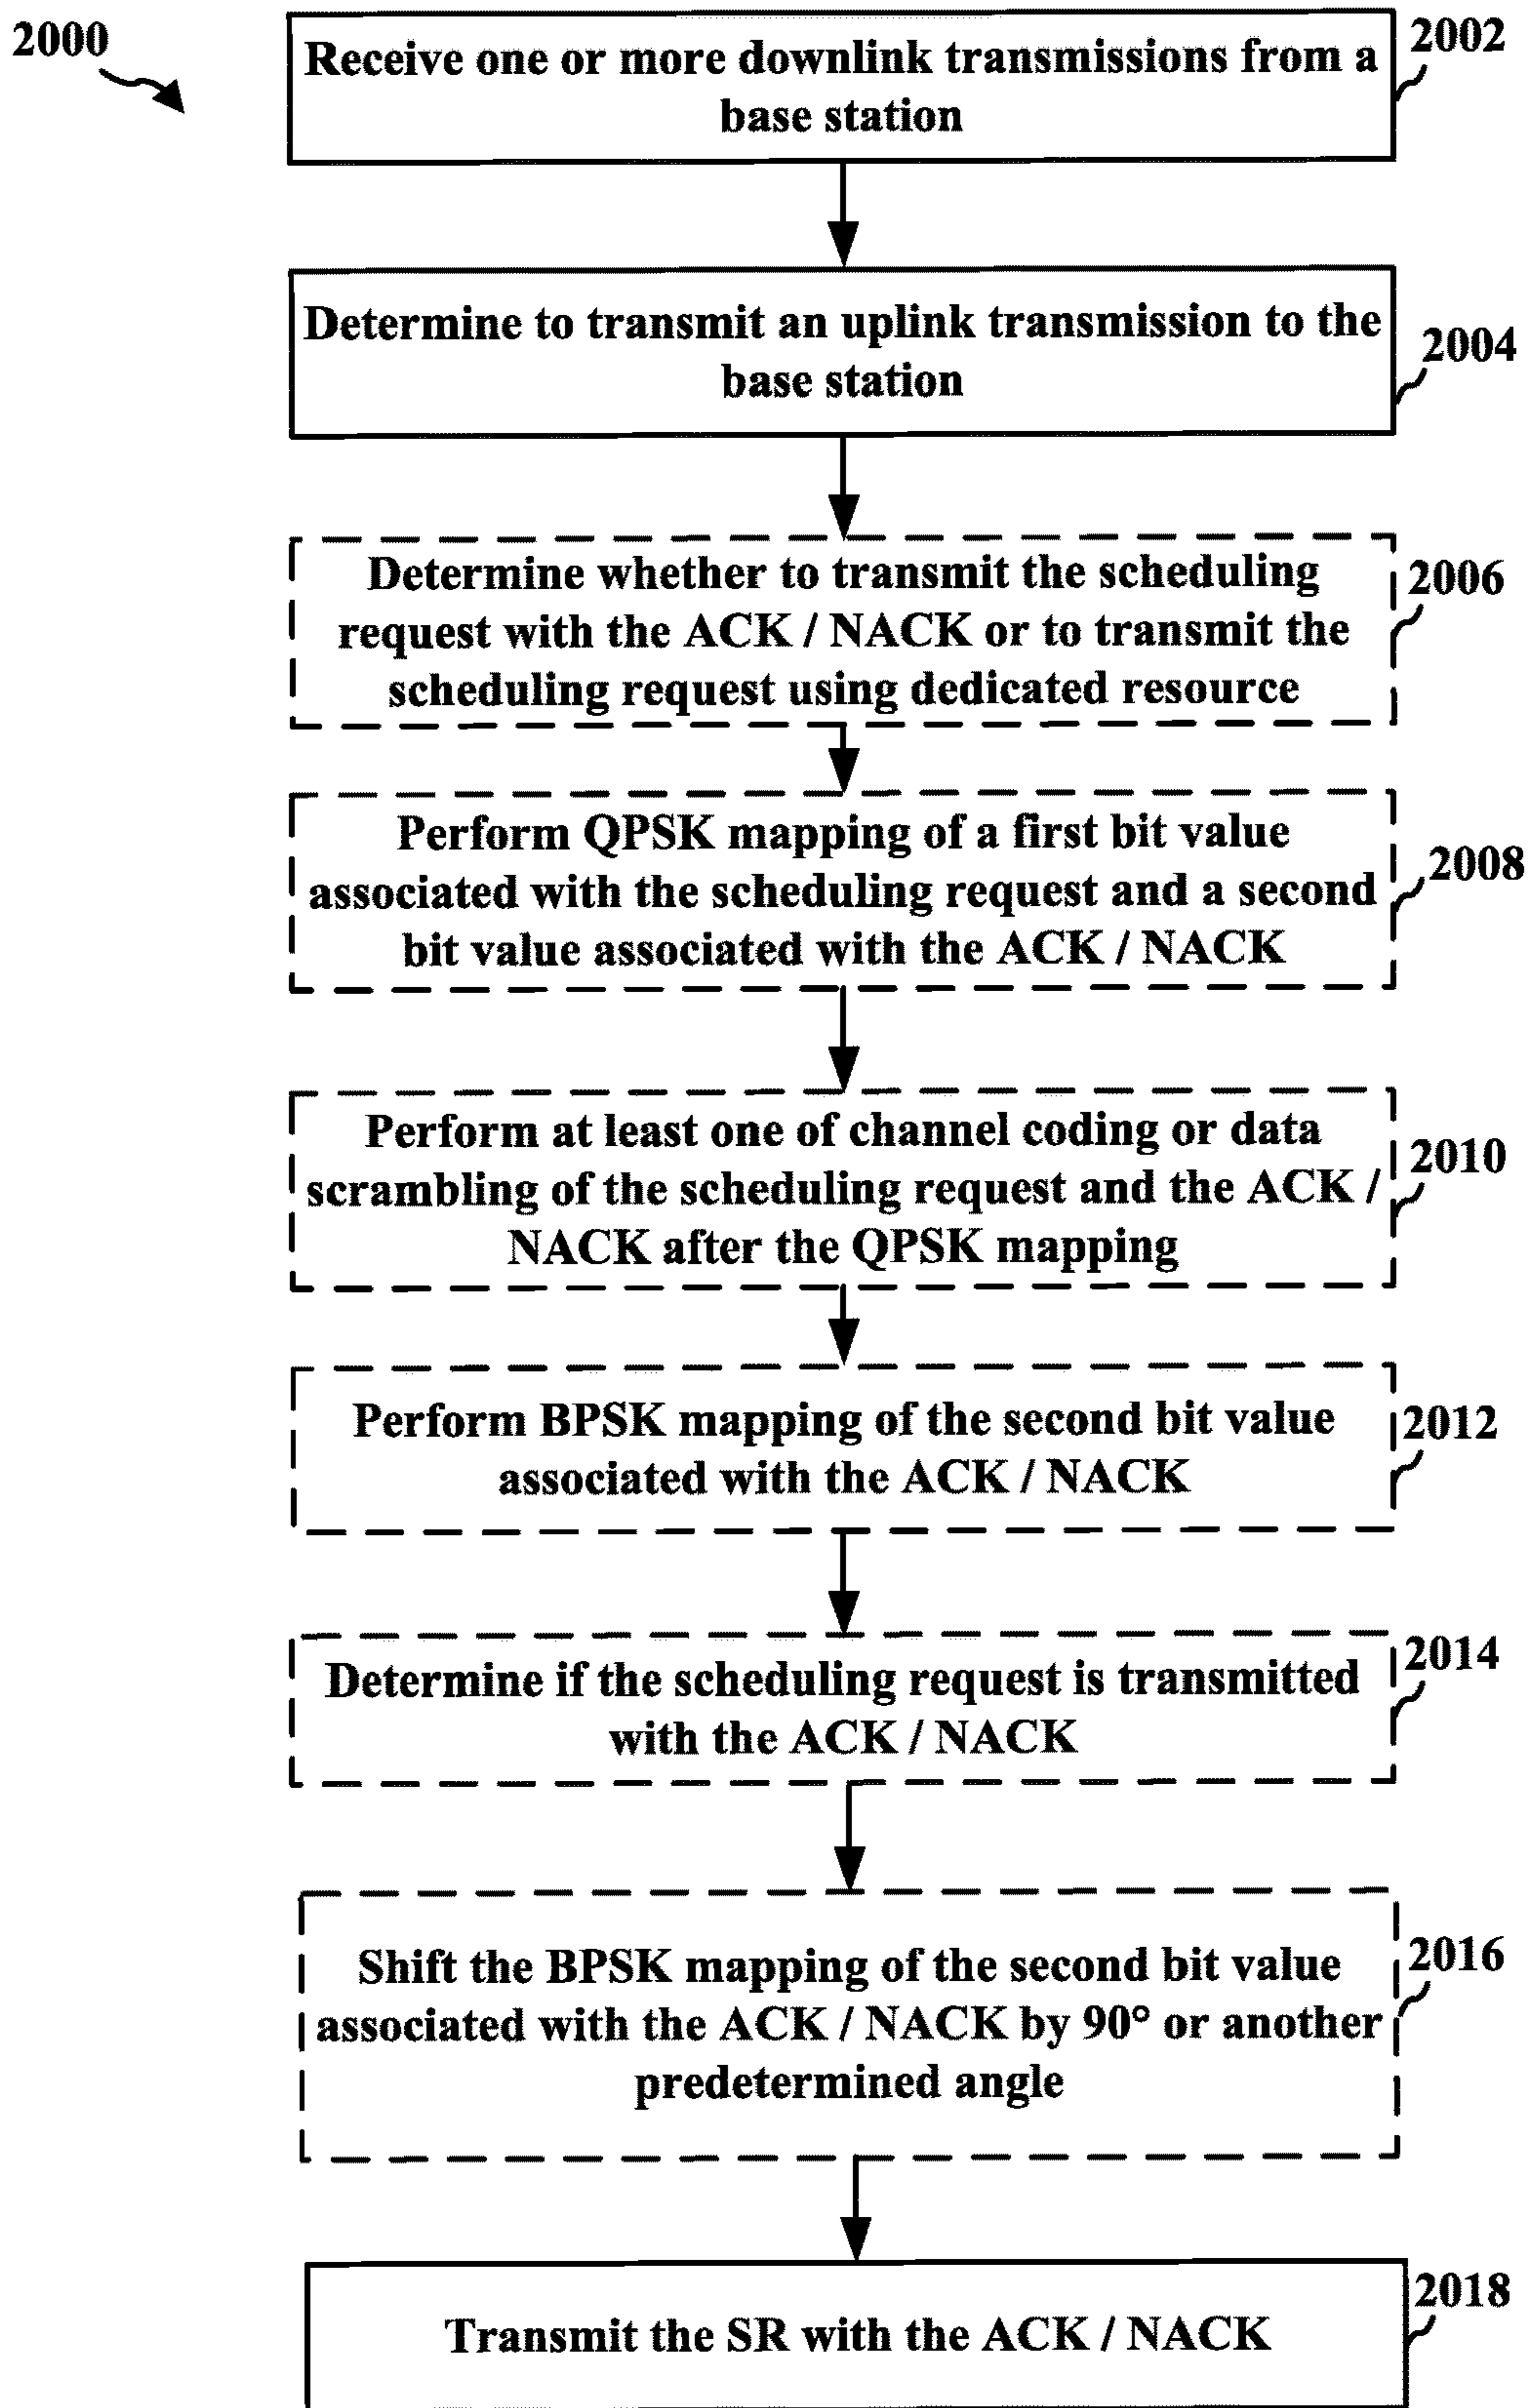 2000
Receive one or more downlink transmissions from a
base station
2002
Determine to transmit an uplink transmission to the
base station
2004
Determine whether to transmit the scheduling
request with the ACK / NACK or to transmit the
scheduling request using dedicated resource
2006
Perform QPSK mapping of a first bit value
associated with the scheduling request and a second
bit value associated with the ACK / NACK
2008
Perform at least one of channel coding or data
scrambling of the scheduling request and the ACK /
NACK after the QPSK mapping
2010
Perform BPSK mapping of the second bit value
associated with the ACK / NACK
2012
Determine if the scheduling request is transmitted
with the ACK / NACK
2014
Shift the BPSK mapping of the second bit value
associated with the ACK / NACK by 90° or another
predetermined angle
2016
Transmit the SR with the ACK / NACK
2018